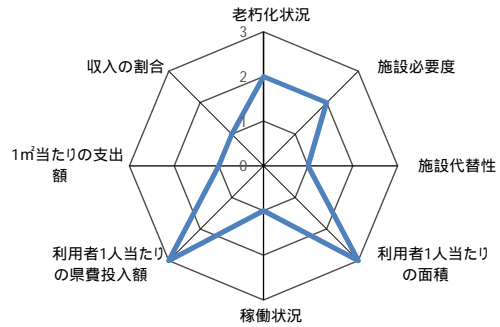 老朽化状況
3
収入の割合
施設必要度
2
1
1㎡当たりの支出
額
0
施設代替性
利用者1人当たり
の県費投入額
利用者1人当たり
の面積
稼働状況